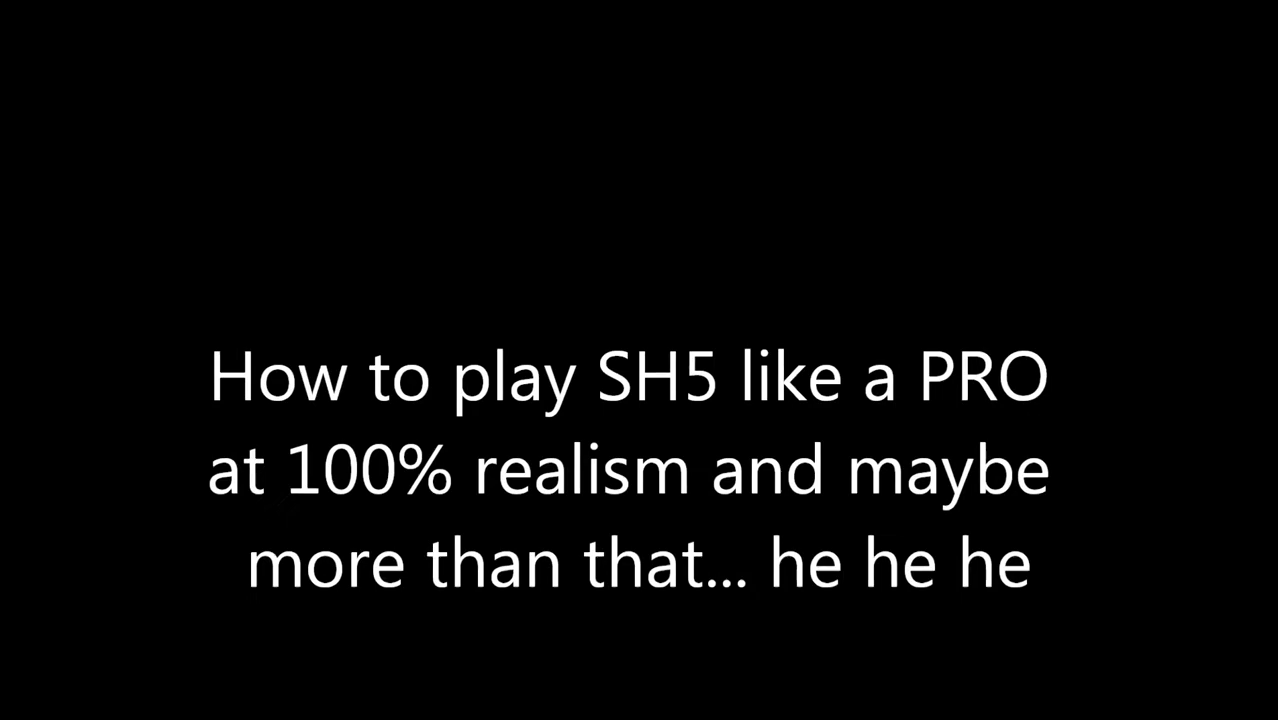 How to play SH5 like a PRO
at 100% realism and maybe
more than that... he he he